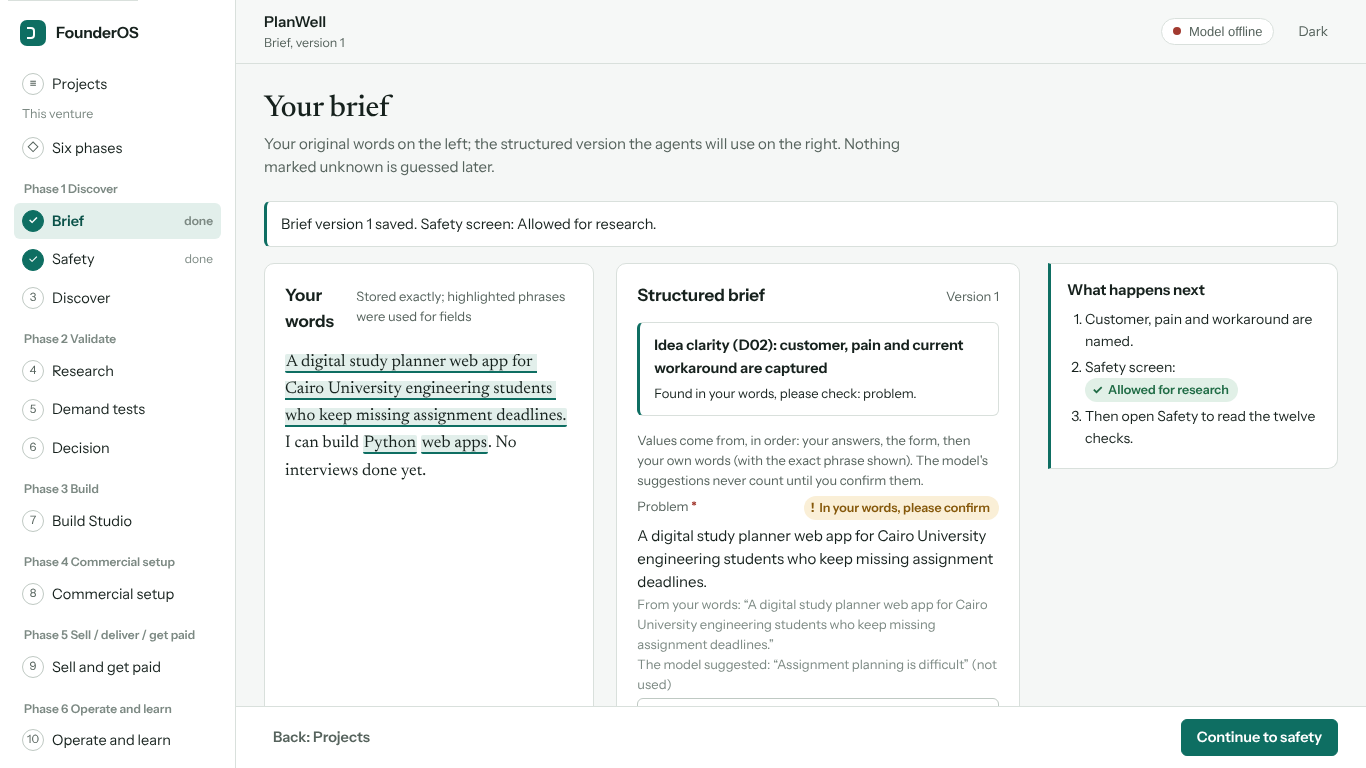 FounderOS
Projects
This venture
Six phases
Phase 1 Discover
Brief
done
Safety
done
3
Discover
Phase 2 Validate
4
Research
5
Demand tests
6
Decision
Phase 3 Build
7
Build Studio
Phase 4 Commercial setup
8
Commercial setup
Phase 5 Sell / deliver / get paid
9
Sell and get paid
Phase 6 Operate and learn
10
Operate and learn
PlanWell
Brief, version 1
Model offline
Dark
Your brief
Your original words on the left; the structured version the agents will use on the right. Nothing
marked unknown is guessed later.
Brief version 1 saved. Safety screen: Allowed for research.
Your
words
Stored exactly; highlighted phrases
were used for fields
A digital study planner web app for
Cairo University engineering students
who keep missing assignment deadlines.
I can build Python web apps. No
interviews done yet.
Structured brief
Version 1
Idea clarity (D02): customer, pain and current
workaround are captured
Found in your words, please check: problem.
Values come from, in order: your answers, the form, then
your own words (with the exact phrase shown). The model's
suggestions never count until you confirm them.
Problem *
! In your words, please confirm
A digital study planner web app for Cairo University
engineering students who keep missing assignment
deadlines.
From your words: “A digital study planner web app for Cairo
University engineering students who keep missing
assignment deadlines.”
The model suggested: “Assignment planning is difficult” (not
used)
What happens next
1. Customer, pain and workaround are
named.
2. Safety screen:
✓ Allowed for research
3. Then open Safety to read the twelve
checks.
Back: Projects
Continue to safety